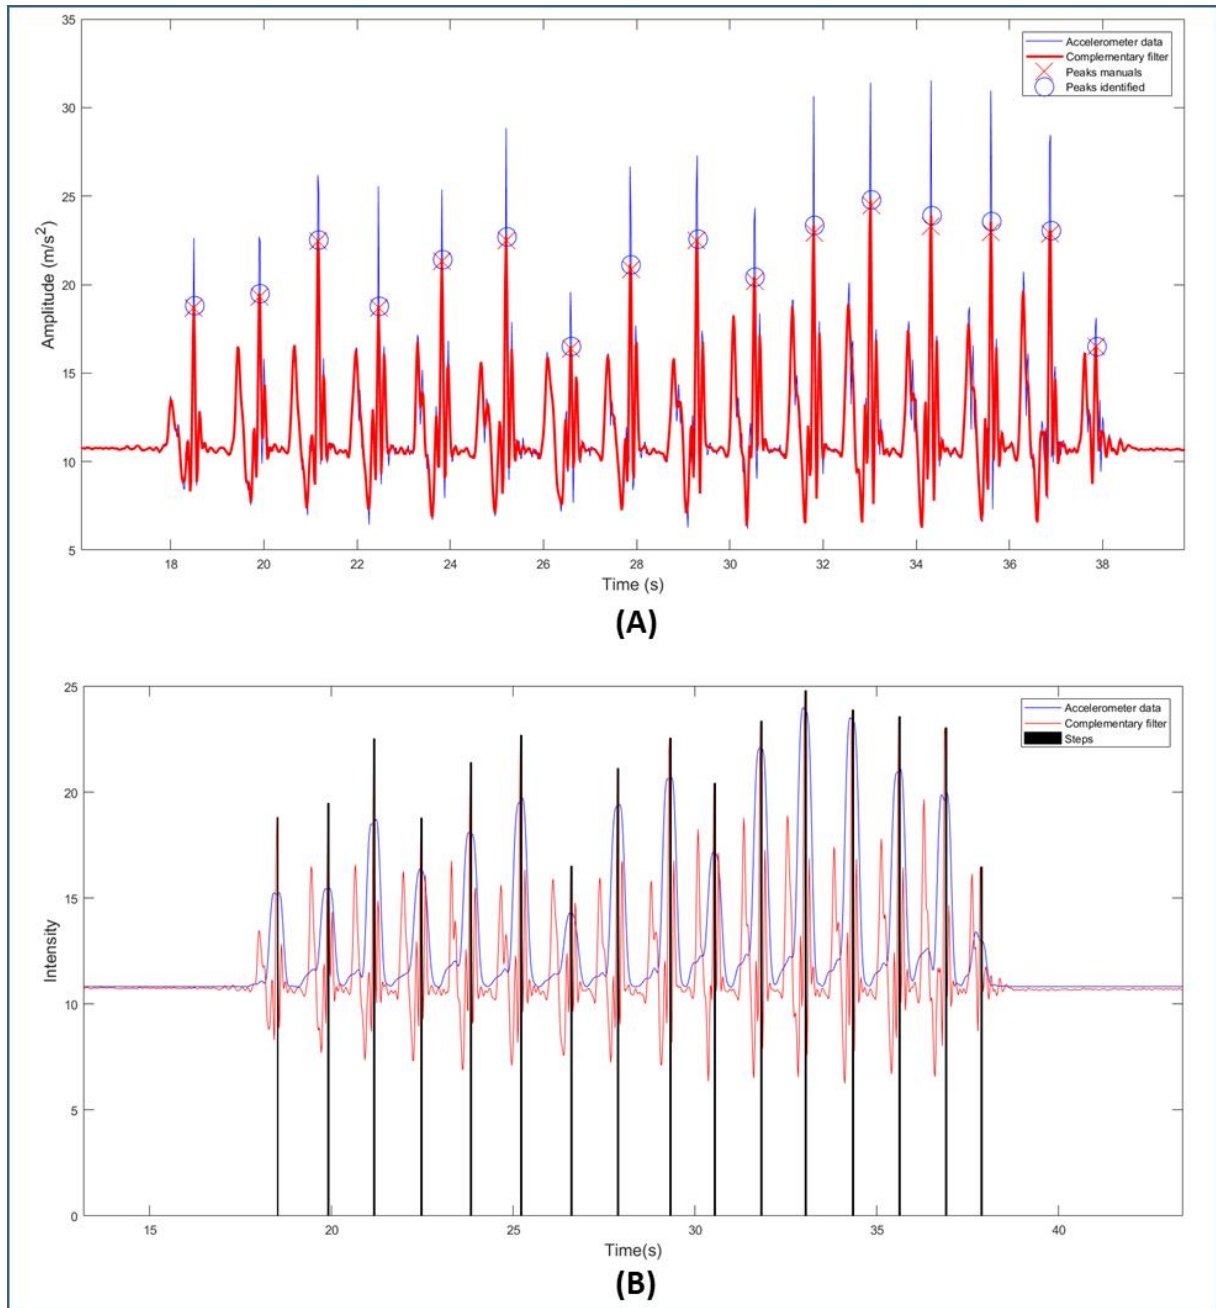 35
30
25
20
15
10
5
Amplitude (m/s²)
Accelerometer data
Complementary filter
Peaks manuals
Peaks identified
18 20 22 24 26 28 30 32 34 36 38
Time (s)
(A)
25
20
15
10
5
0
Intensity
Accelerometer data
Complementary filter
Steps
15 20 25 30 35 40
Time(s)
(B)